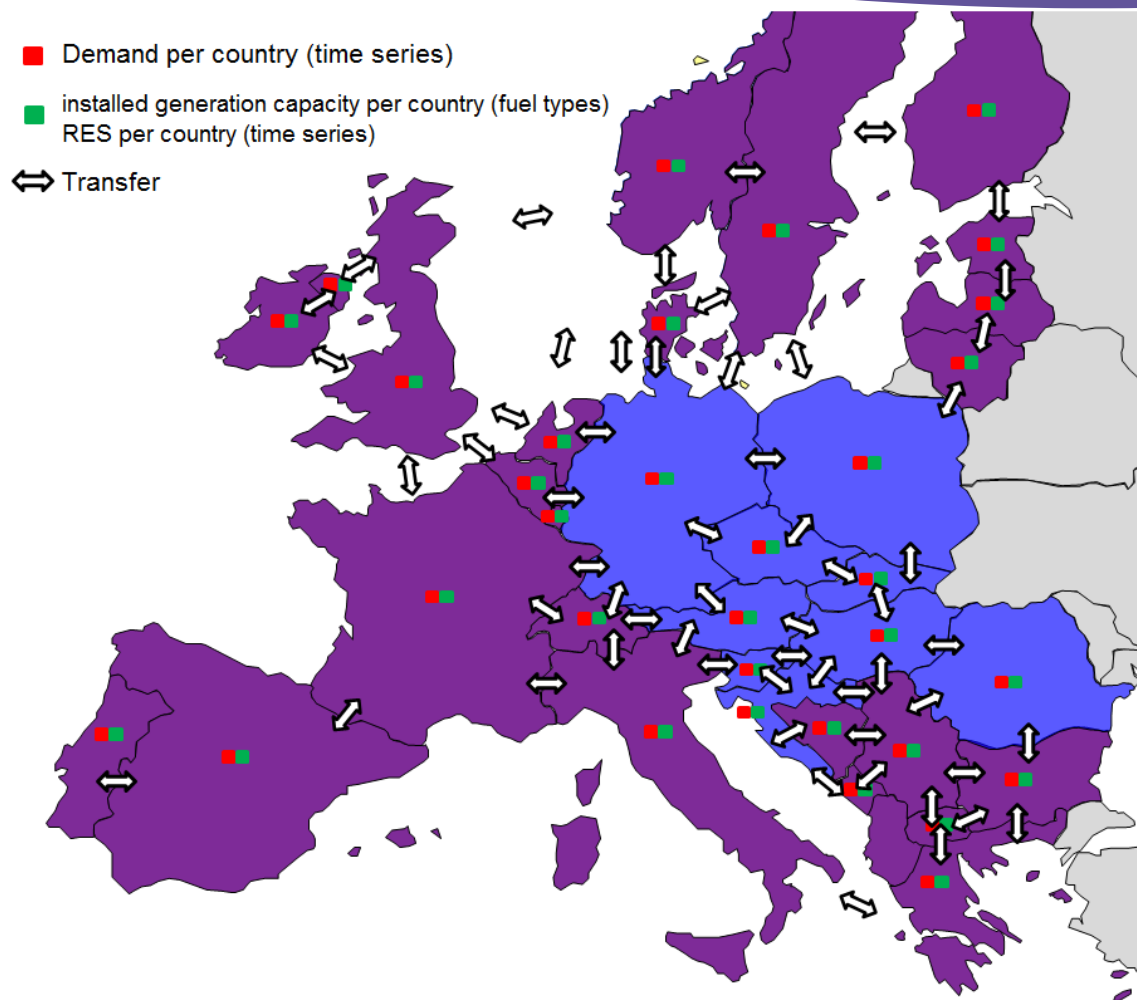 Demand per country (time series)
installed generation capacity per country (fuel types)
RES per country (time series)
Transfer